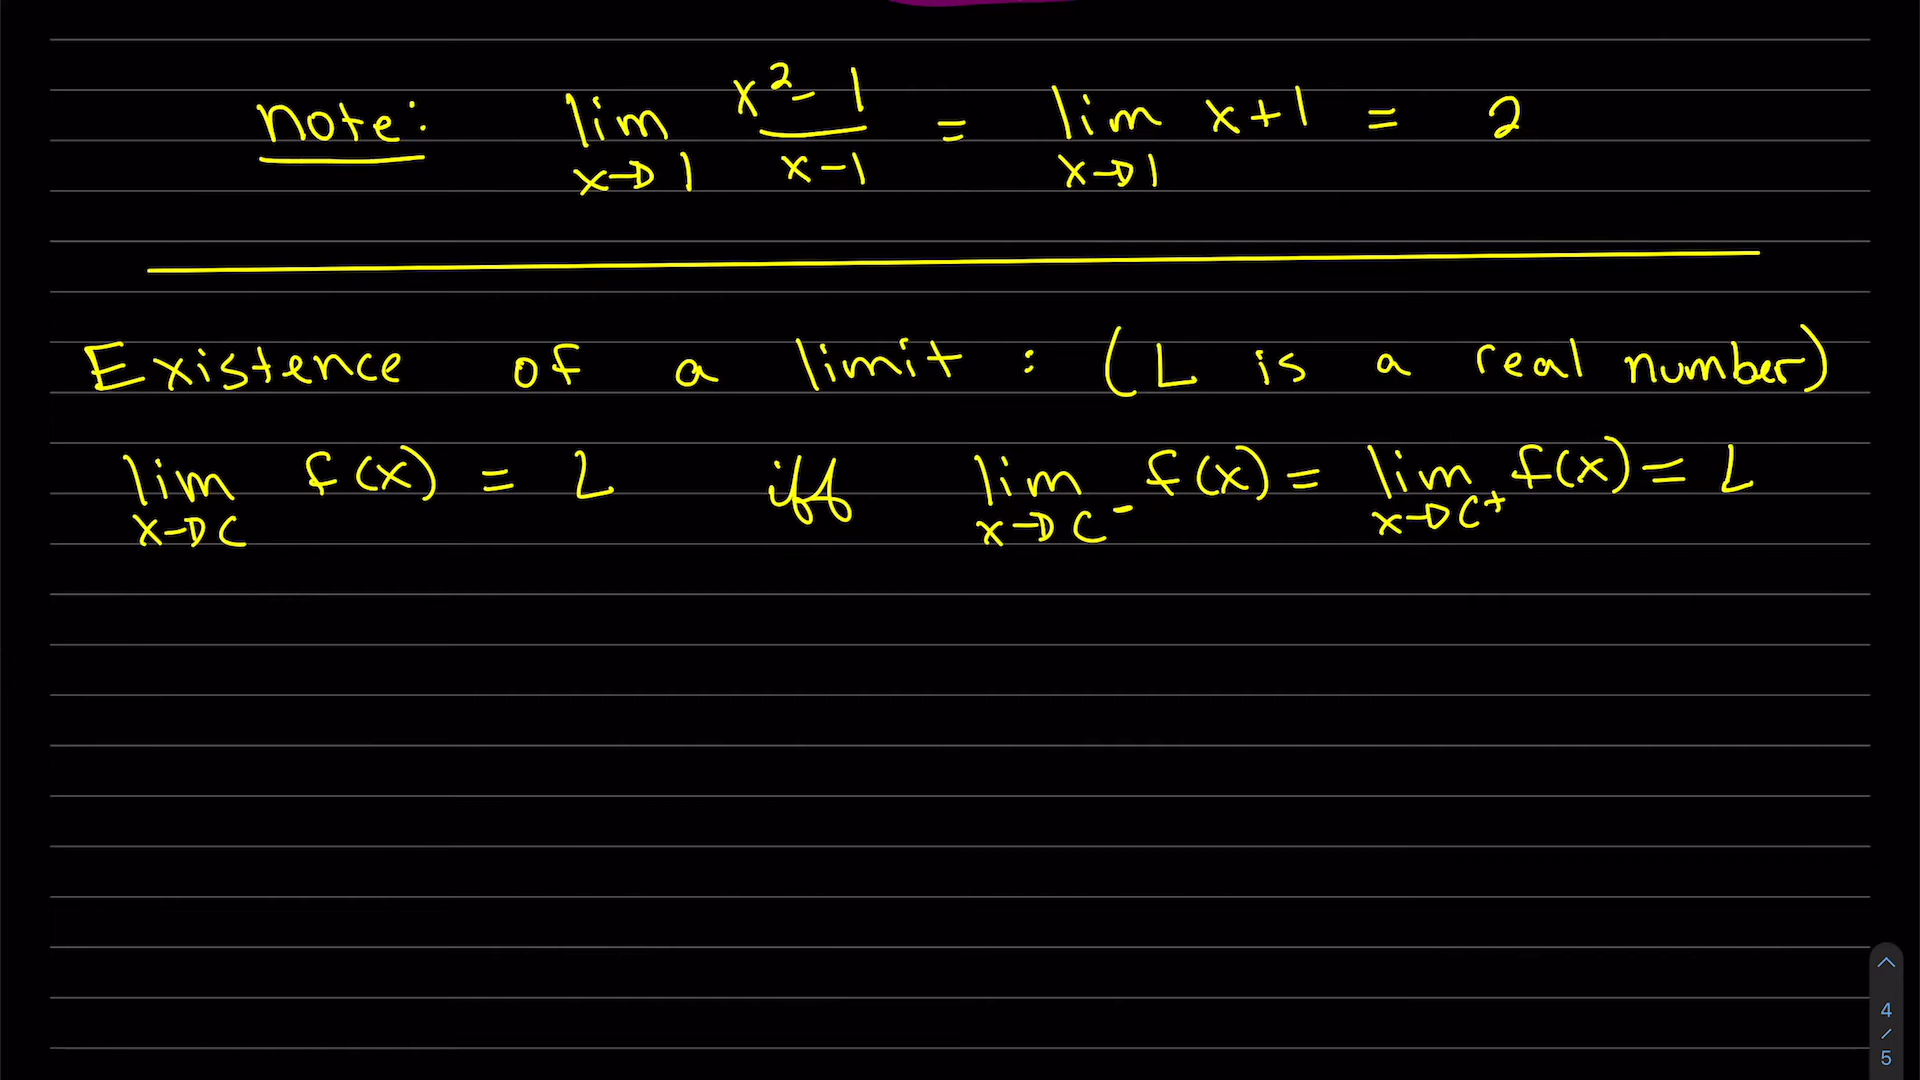 note: lim x→1 x²-1/x-1 = lim x→1 x+1 = 2
Existence of a limit : (L is a real number)
lim x→c f(x) = L iff lim x→c⁻ f(x) = lim x→c⁺ f(x) = L
4
/
5